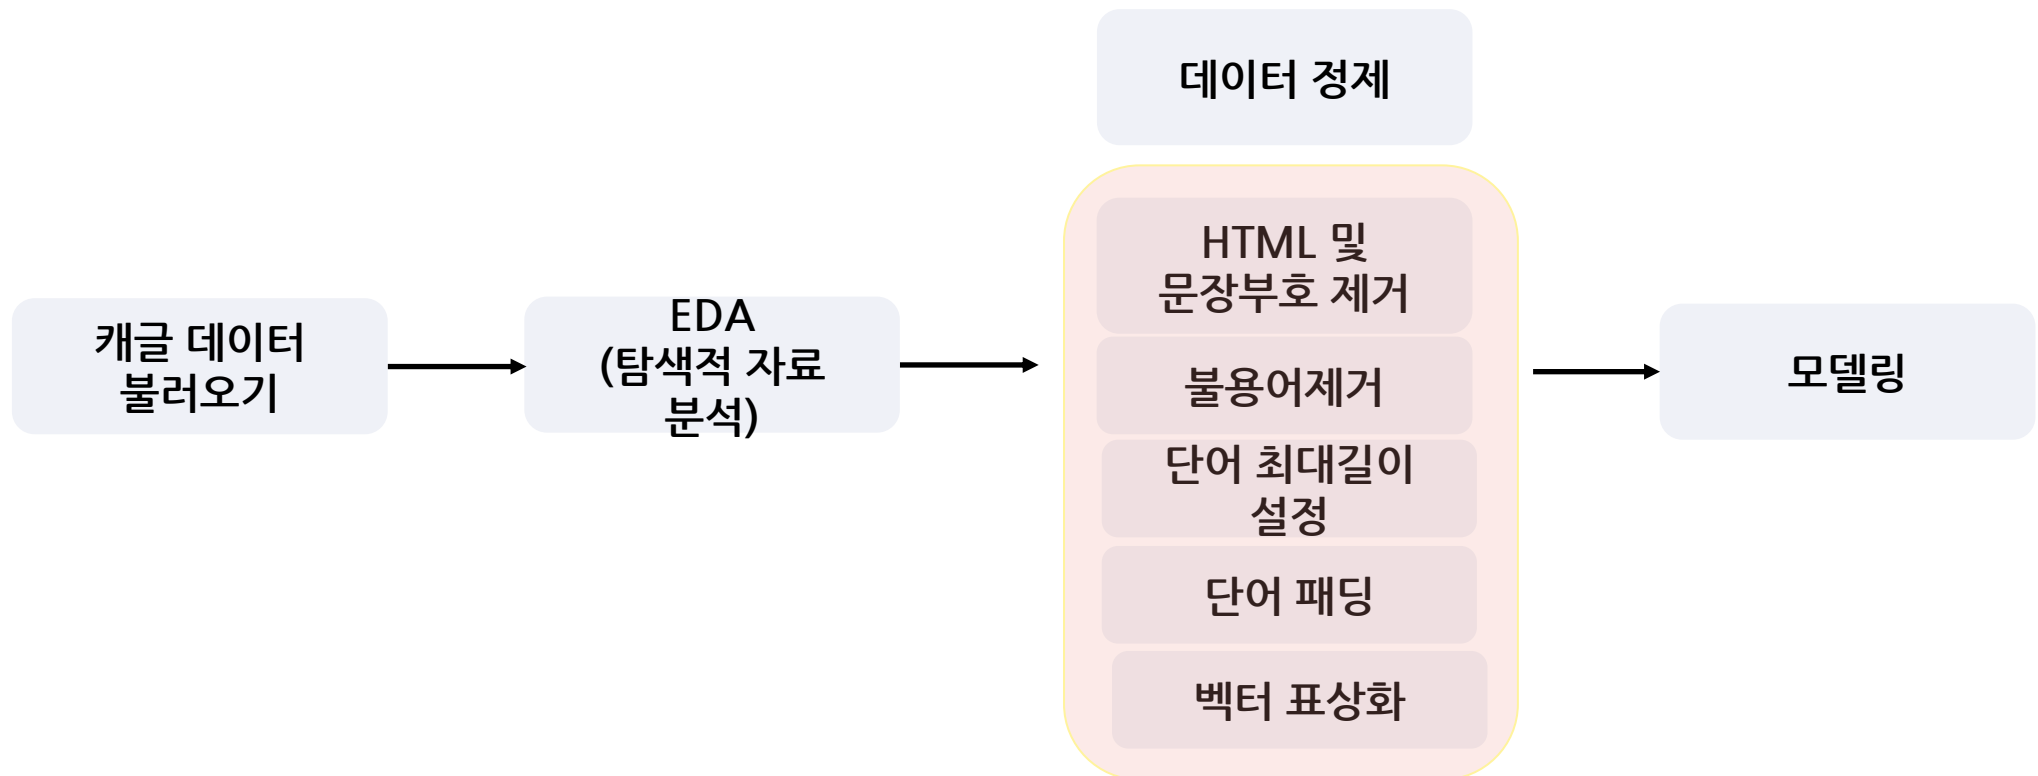 캐글 데이터
불러오기
EDA
(탐색적 자료
분석)
데이터 정제
HTML 및
문장부호 제거
불용어제거
단어 최대길이
설정
단어 패딩
벡터 표상화
모델링